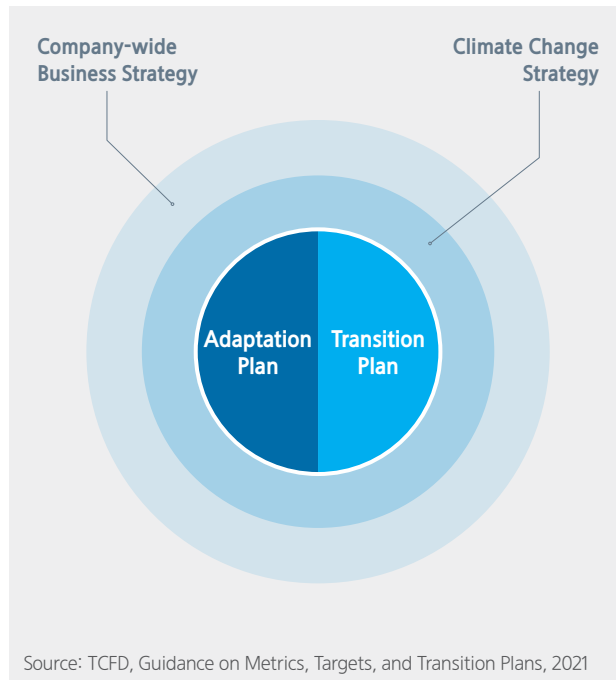 Company-wide
Business Strategy
Climate Change
Strategy
Adaptation
Plan
Transition
Plan
Source: TCFD, Guidance on Metrics, Targets, and Transition Plans, 2021